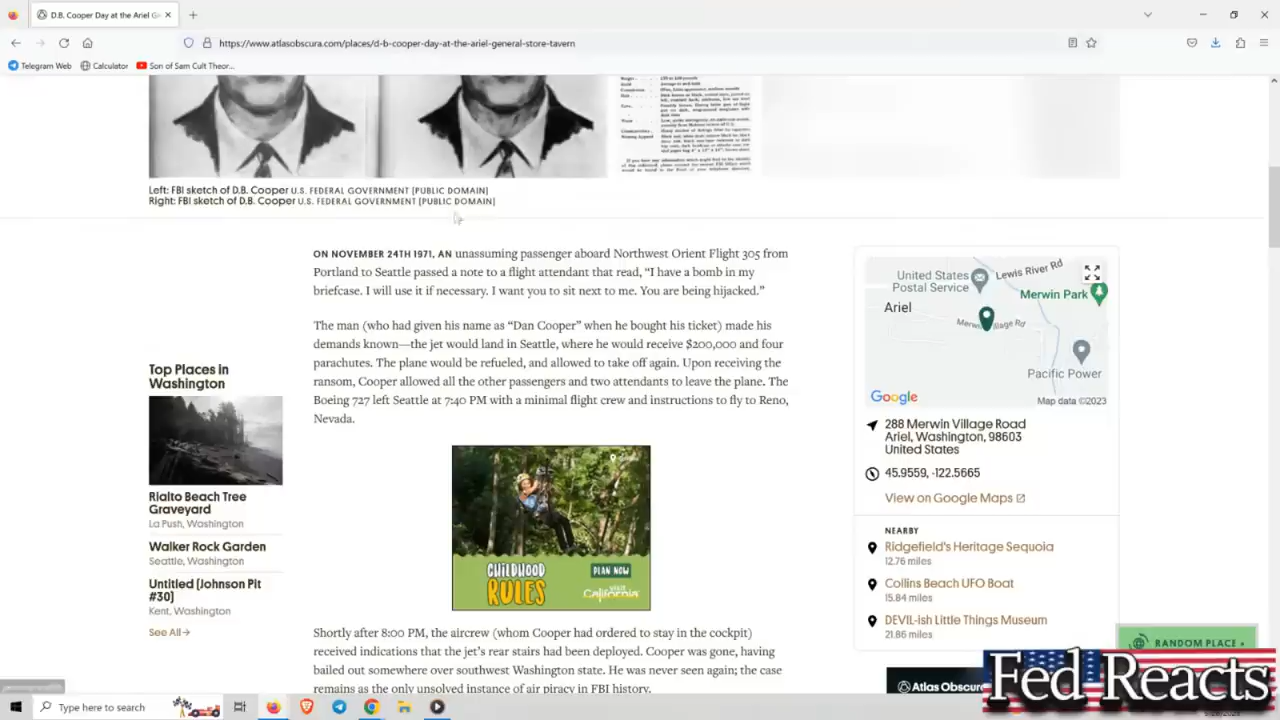 D.B. Cooper Day at the Ariel Ge
https://www.atlasobscura.com/places/d-b-cooper-day-at-the-ariel-general-store-tavern
Telegram Web Calculator Son of Sam Cult Theor...
Left: FBI sketch of D.B. Cooper U.S. FEDERAL GOVERNMENT [PUBLIC DOMAIN]
Right: FBI sketch of D.B. Cooper U.S. FEDERAL GOVERNMENT [PUBLIC DOMAIN]
ON NOVEMBER 24TH 1971, AN unassuming passenger aboard Northwest Orient Flight 305 from
Portland to Seattle passed a note to a flight attendant that read, “I have a bomb in my
briefcase. I will use it if necessary. I want you to sit next to me. You are being hijacked.”
The man (who had given his name as “Dan Cooper” when he bought his ticket) made his
demands known—the jet would land in Seattle, where he would receive $200,000 and four
parachutes. The plane would be refueled, and allowed to take off again. Upon receiving the
ransom, Cooper allowed all the other passengers and two attendants to leave the plane. The
Boeing 727 left Seattle at 7:40 PM with a minimal flight crew and instructions to fly to Reno,
Nevada.
CHILDHOOD
RULES
PLAN NOW
VISIT
California
Shortly after 8:00 PM, the aircrew (whom Cooper had ordered to stay in the cockpit)
received indications that the jet’s rear stairs had been deployed. Cooper was gone, having
bailed out somewhere over southwest Washington state. He was never seen again; the case
remains as the only unsolved instance of air piracy in FBI history.
Top Places in
Washington
Rialto Beach Tree
Graveyard
La Push, Washington
Walker Rock Garden
Seattle, Washington
Untitled (Johnson Pit
#30)
Kent, Washington
See All
United States
Postal Service
Lewis River Rd
Merwin Park
Ariel
Pacific Power
Google
Map data ©2023
288 Merwin Village Road
Ariel, Washington, 98603
United States
45.9559, -122.5665
View on Google Maps
NEARBY
Ridgefield's Heritage Sequoia
12.76 miles
Collins Beach UFO Boat
15.84 miles
DEVIL-ish Little Things Museum
21.86 miles
RANDOM PLACE
Atlas Obscu
Fed Reacts
Type here to search